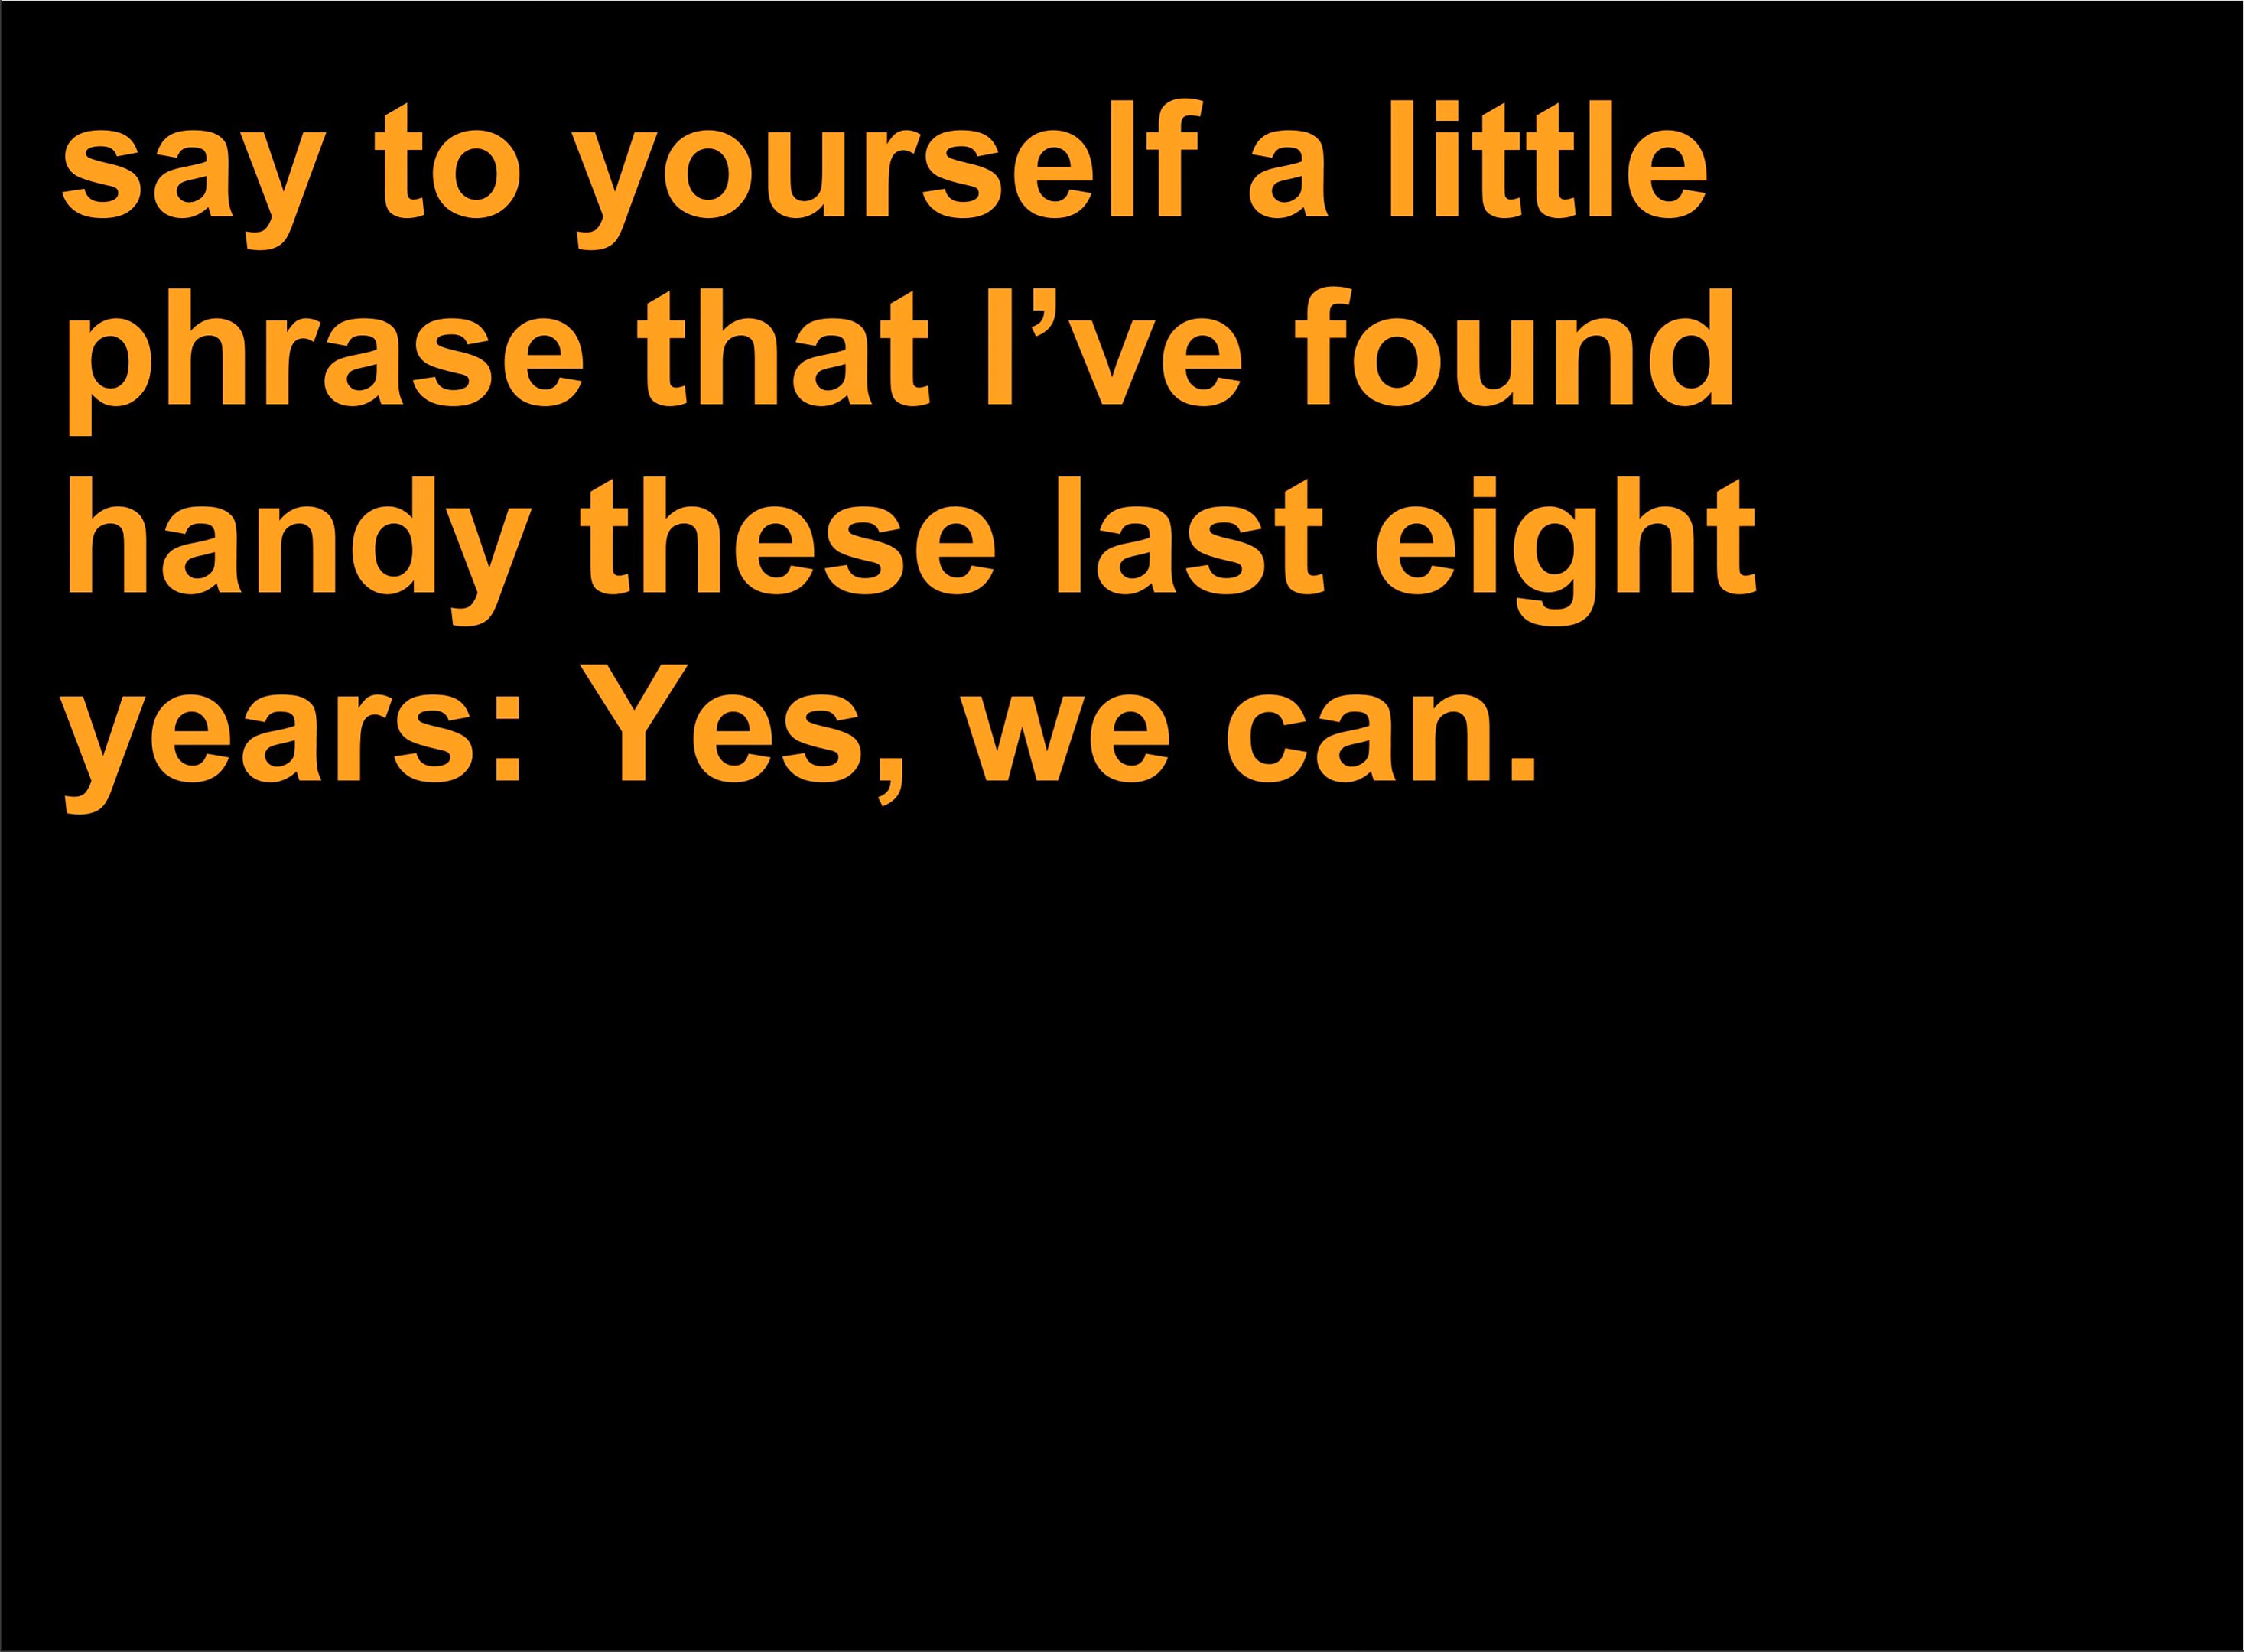 say to yourself a little
phrase that I’ve found
handy these last eight
years: Yes, we can.